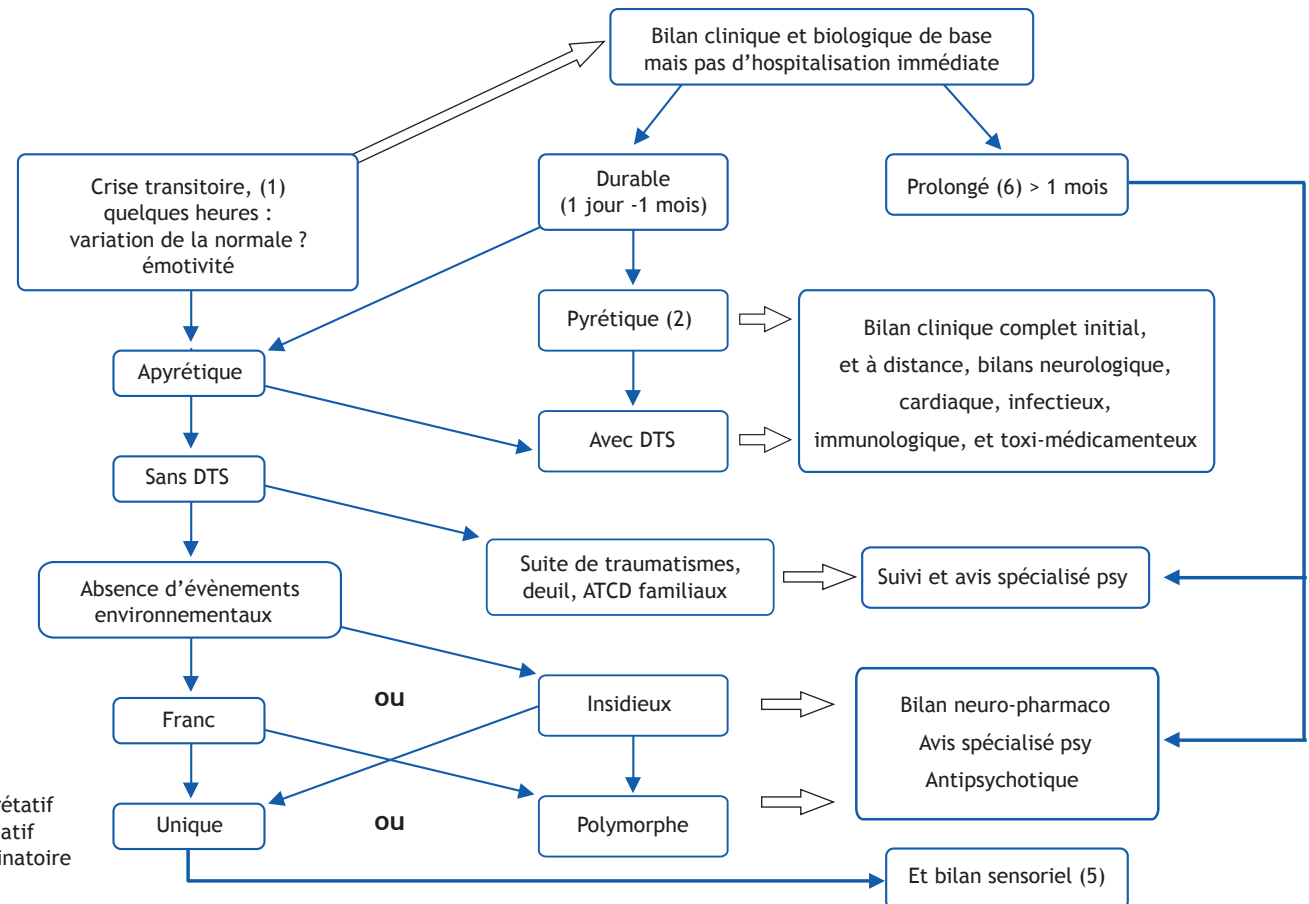 Bilan clinique et biologique de base
mais pas d’hospitalisation immédiate
Crise transitoire, (1)
quelques heures :
variation de la normale ?
émotivité
Durable
(1 jour -1 mois)
Prolongé (6) > 1 mois
Pyrétique (2)
Bilan clinique complet initial,
et à distance, bilans neurologique,
cardiaque, infectieux,
immunologique, et toxi-médicamenteux
Apyrétique
Avec DTS
Sans DTS
Suite de traumatismes,
deuil, ATCD familiaux
Suivi et avis spécialisé psy
Absence d’évènements
environnementaux
Franc
ou
Insidieux
Bilan neuro-pharmaco
Avis spécialisé psy
Antipsychotique
rétatif
atif
inatoire
Unique
ou
Polymorphe
Et bilan sensoriel (5)